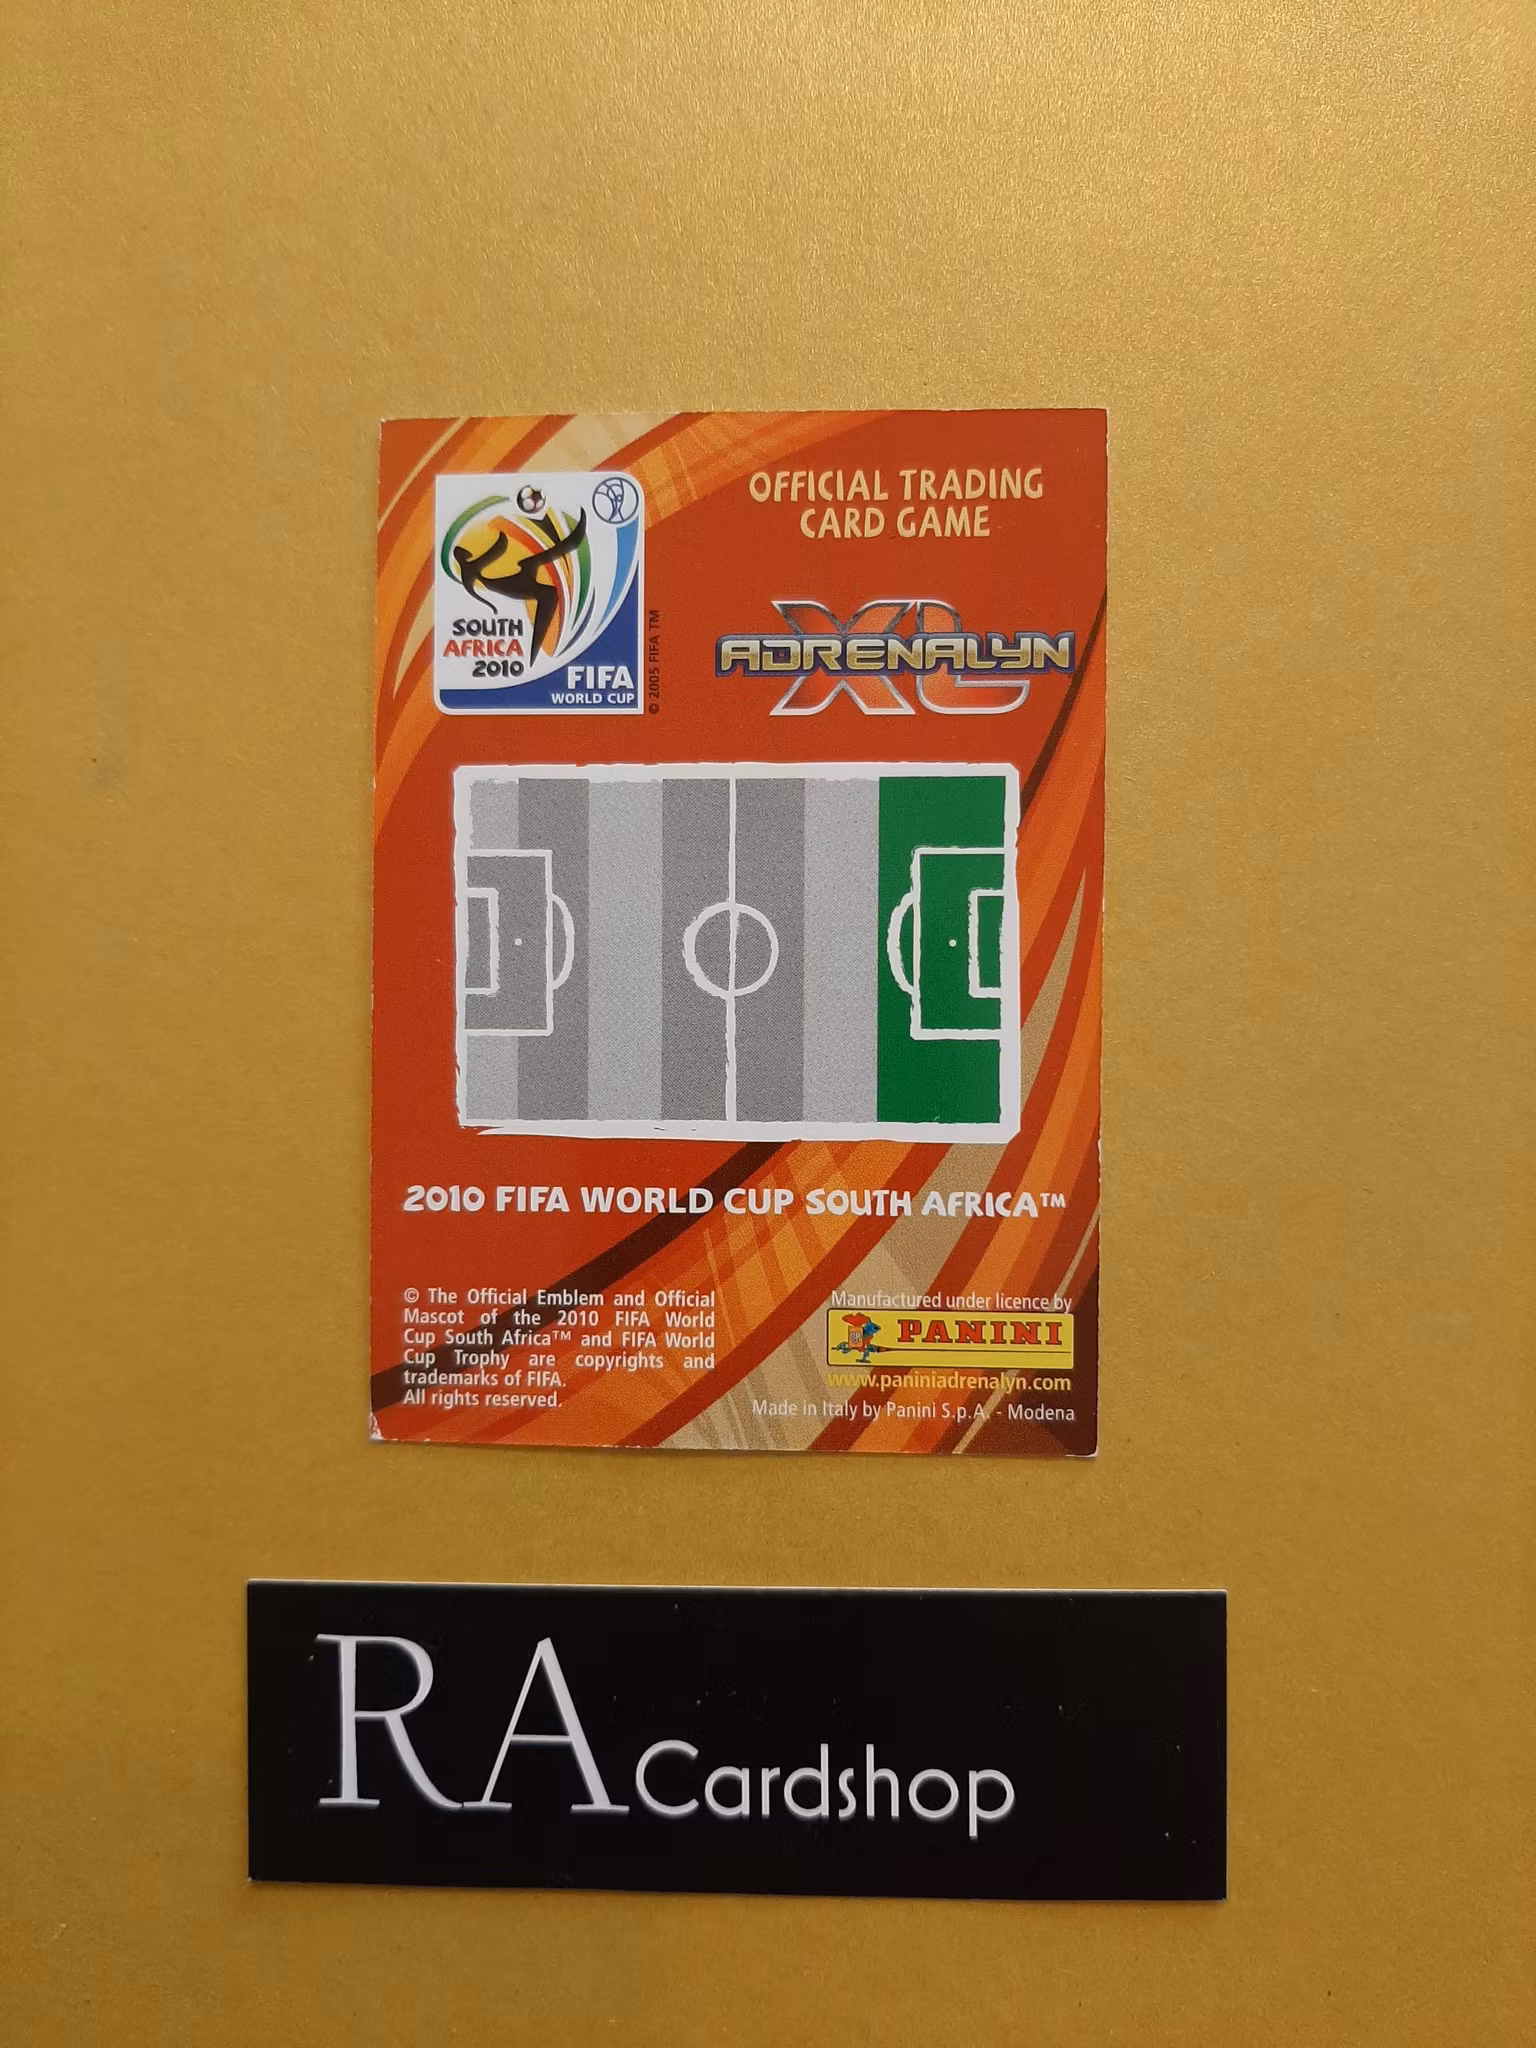 OFFICIAL TRADING
CARD GAME
SOUTH
AFRICA
2010
FIFA
WORLD CUP
© 2005 FIFA TM
ADRENALYN
XL
2010 FIFA WORLD CUP SOUTH AFRICA™
© The Official Emblem and Official
Mascot of the 2010 FIFA World
Cup South Africa™ and FIFA World
Cup Trophy are copyrights and
trademarks of FIFA.
All rights reserved.
Manufactured under licence by
PANINI
www.paniniadrenalyn.com
Made in Italy by Panini S.p.A. - Modena
RA Cardshop